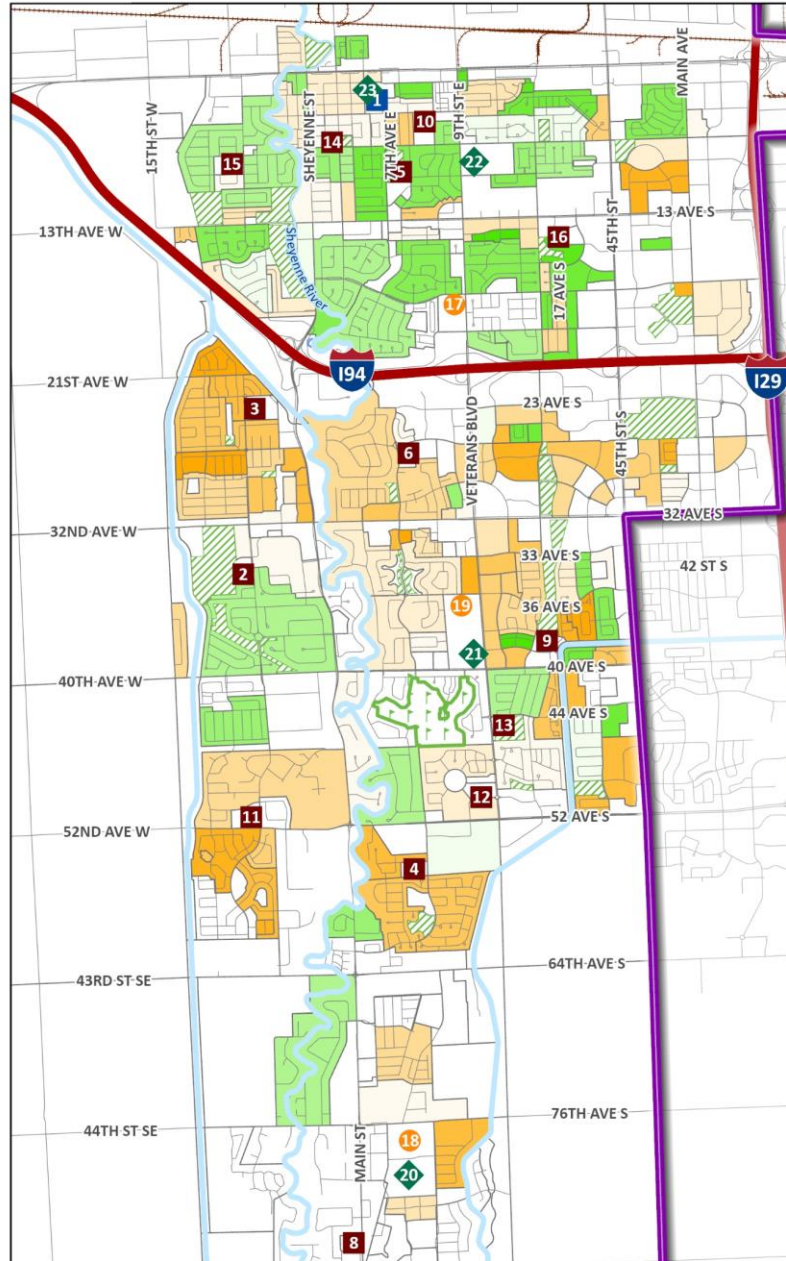 MAIN AVE
23
1
15TH ST W
SHEYENNE ST
7TH AVE E
10
9TH ST E
14
15
5
22
45TH ST
13 AVE S
13TH AVE W
Sheyenne River
16
17 AVE S
17
I94
I29
21ST AVE W
3
VETERANS BLVD
23 AVE S
6
45TH ST S
32ND AVE W
32 AVE S
33 AVE S
42 ST S
2
36 AVE S
19
9
21
40 AVE S
40TH AVE W
44 AVE S
13
12
11
52 AVE S
52ND AVE W
4
64TH AVE S
43RD ST SE
76TH AVE S
44TH ST SE
MAIN ST
18
20
8